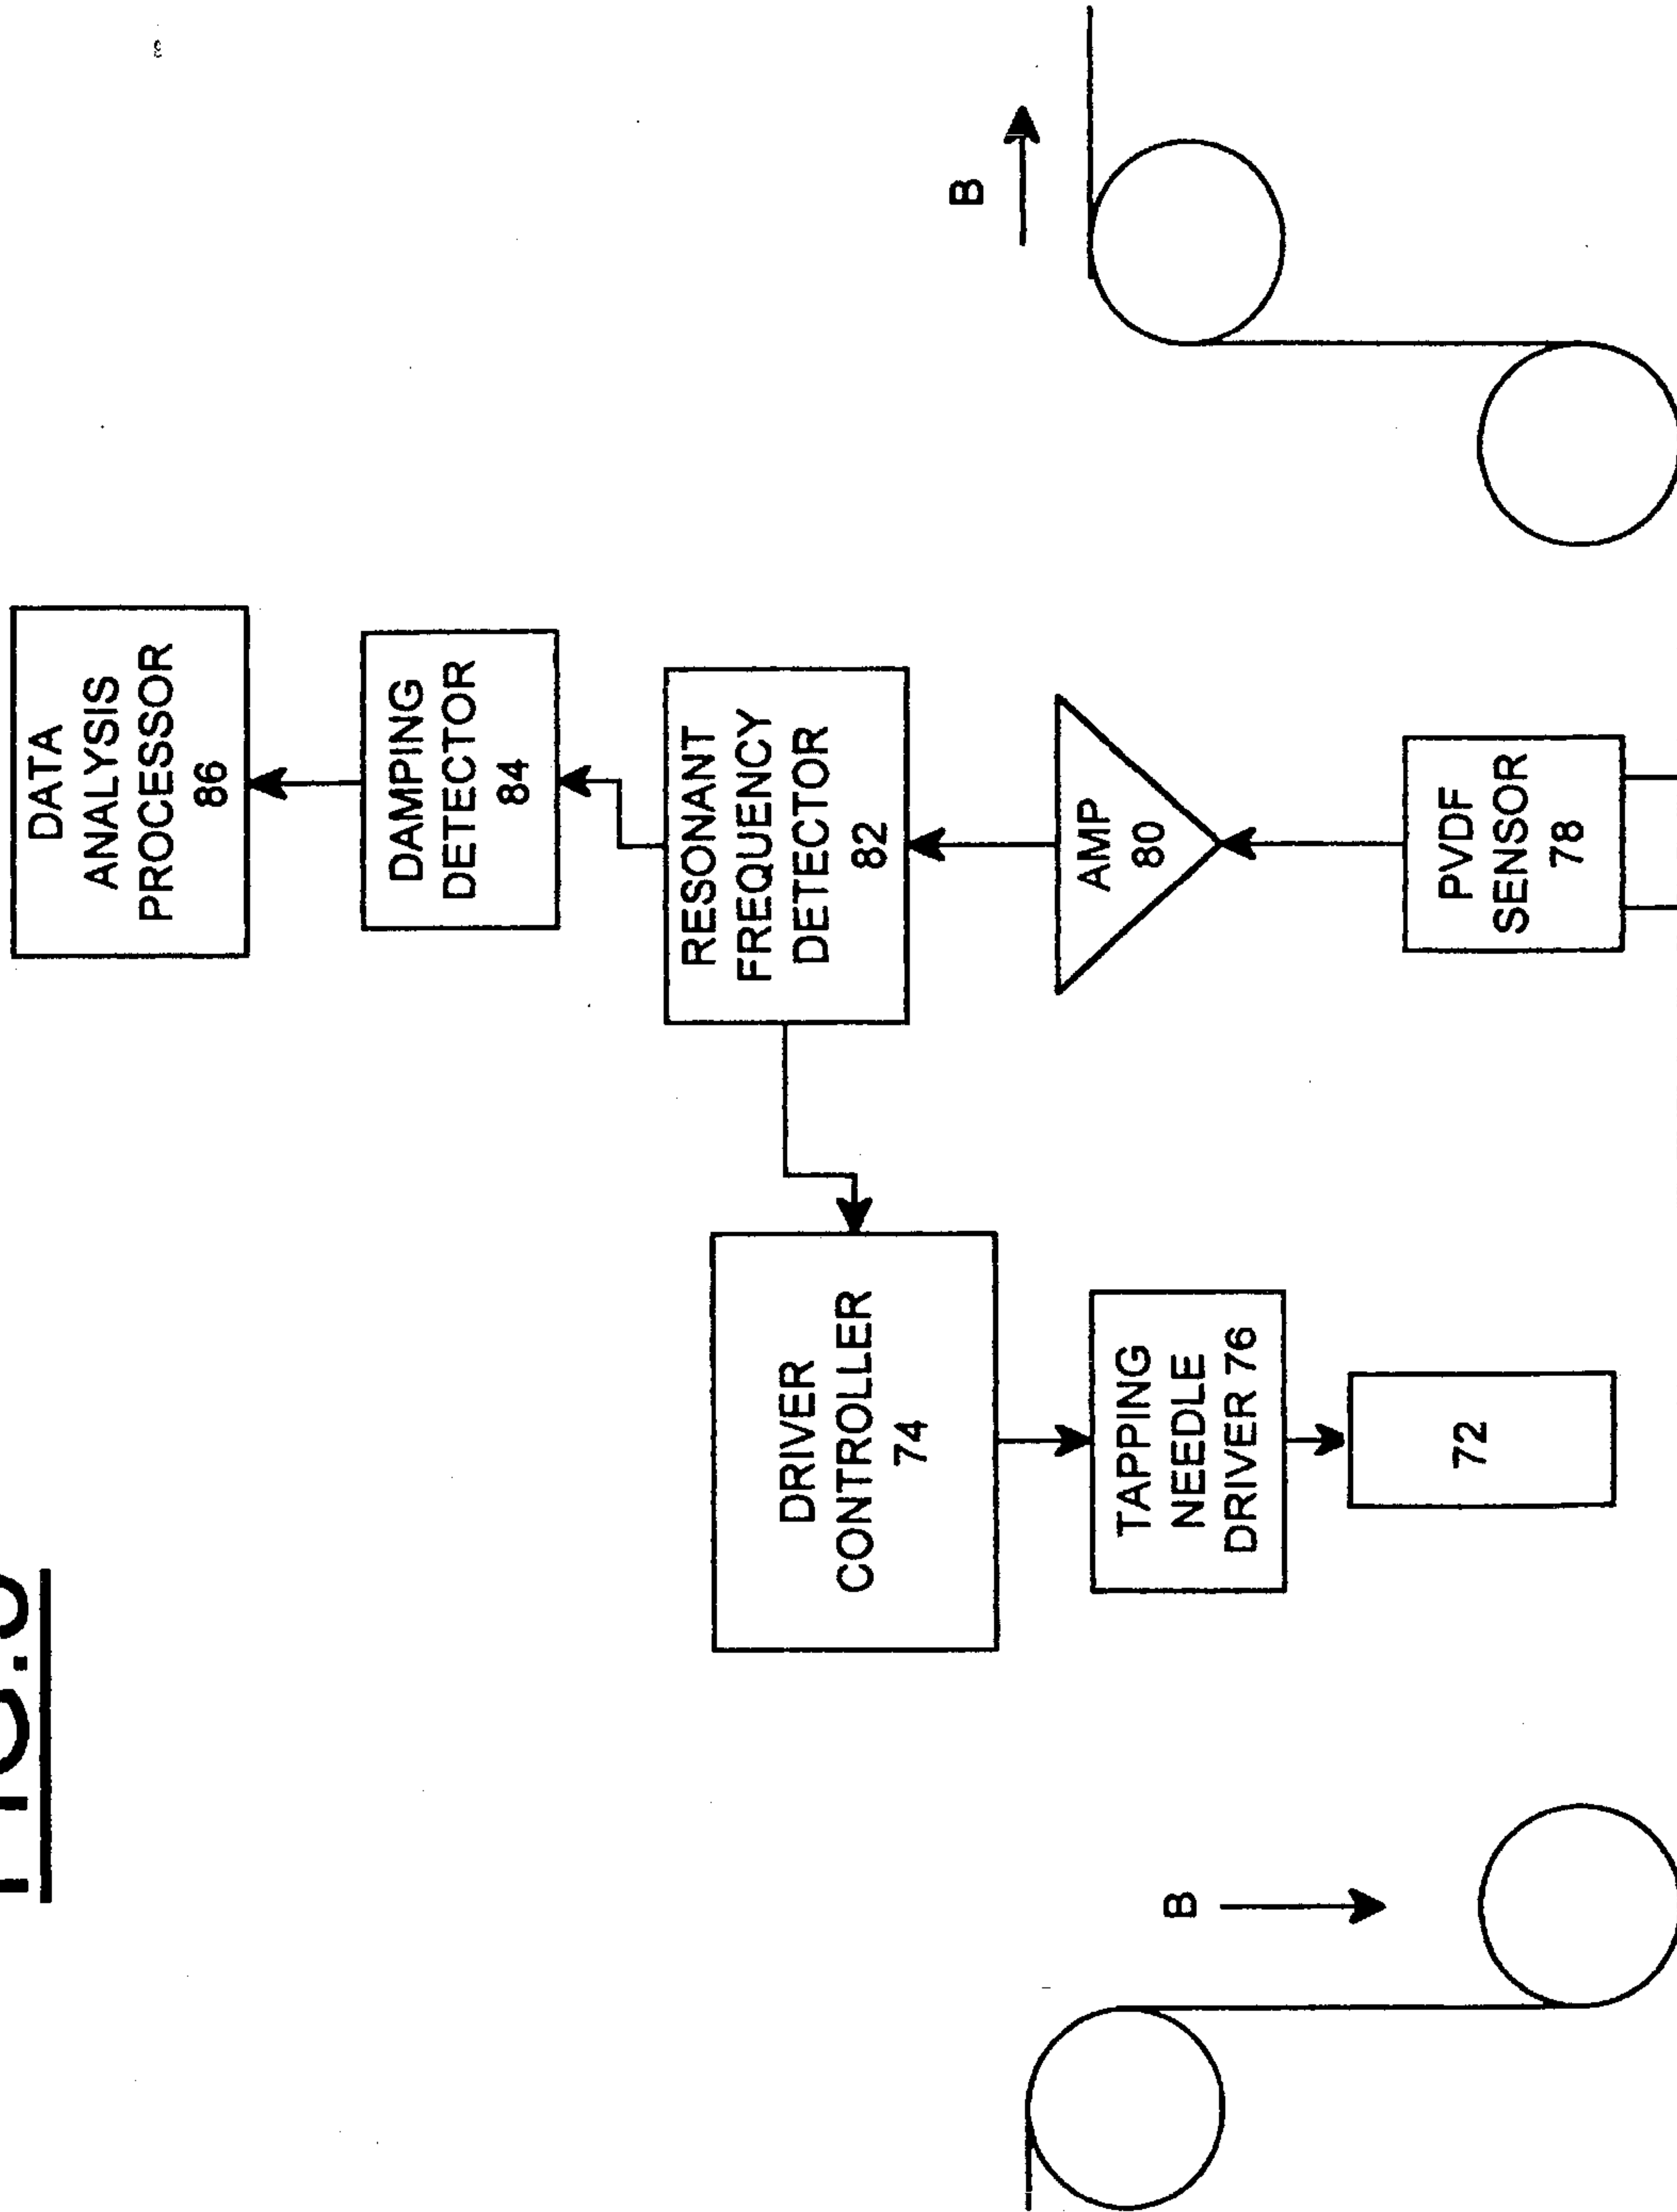 DATA
ANALYSIS
PROCESSOR
86
DAMPING
DETECTOR
84
RESONANT
FREQUENCY
DETECTOR
82
DRIVER
CONTROLLER
74
AMP
80
B
TAPPING
NEEDLE
DRIVER 76
B
72
PVDF
SENSOR
78